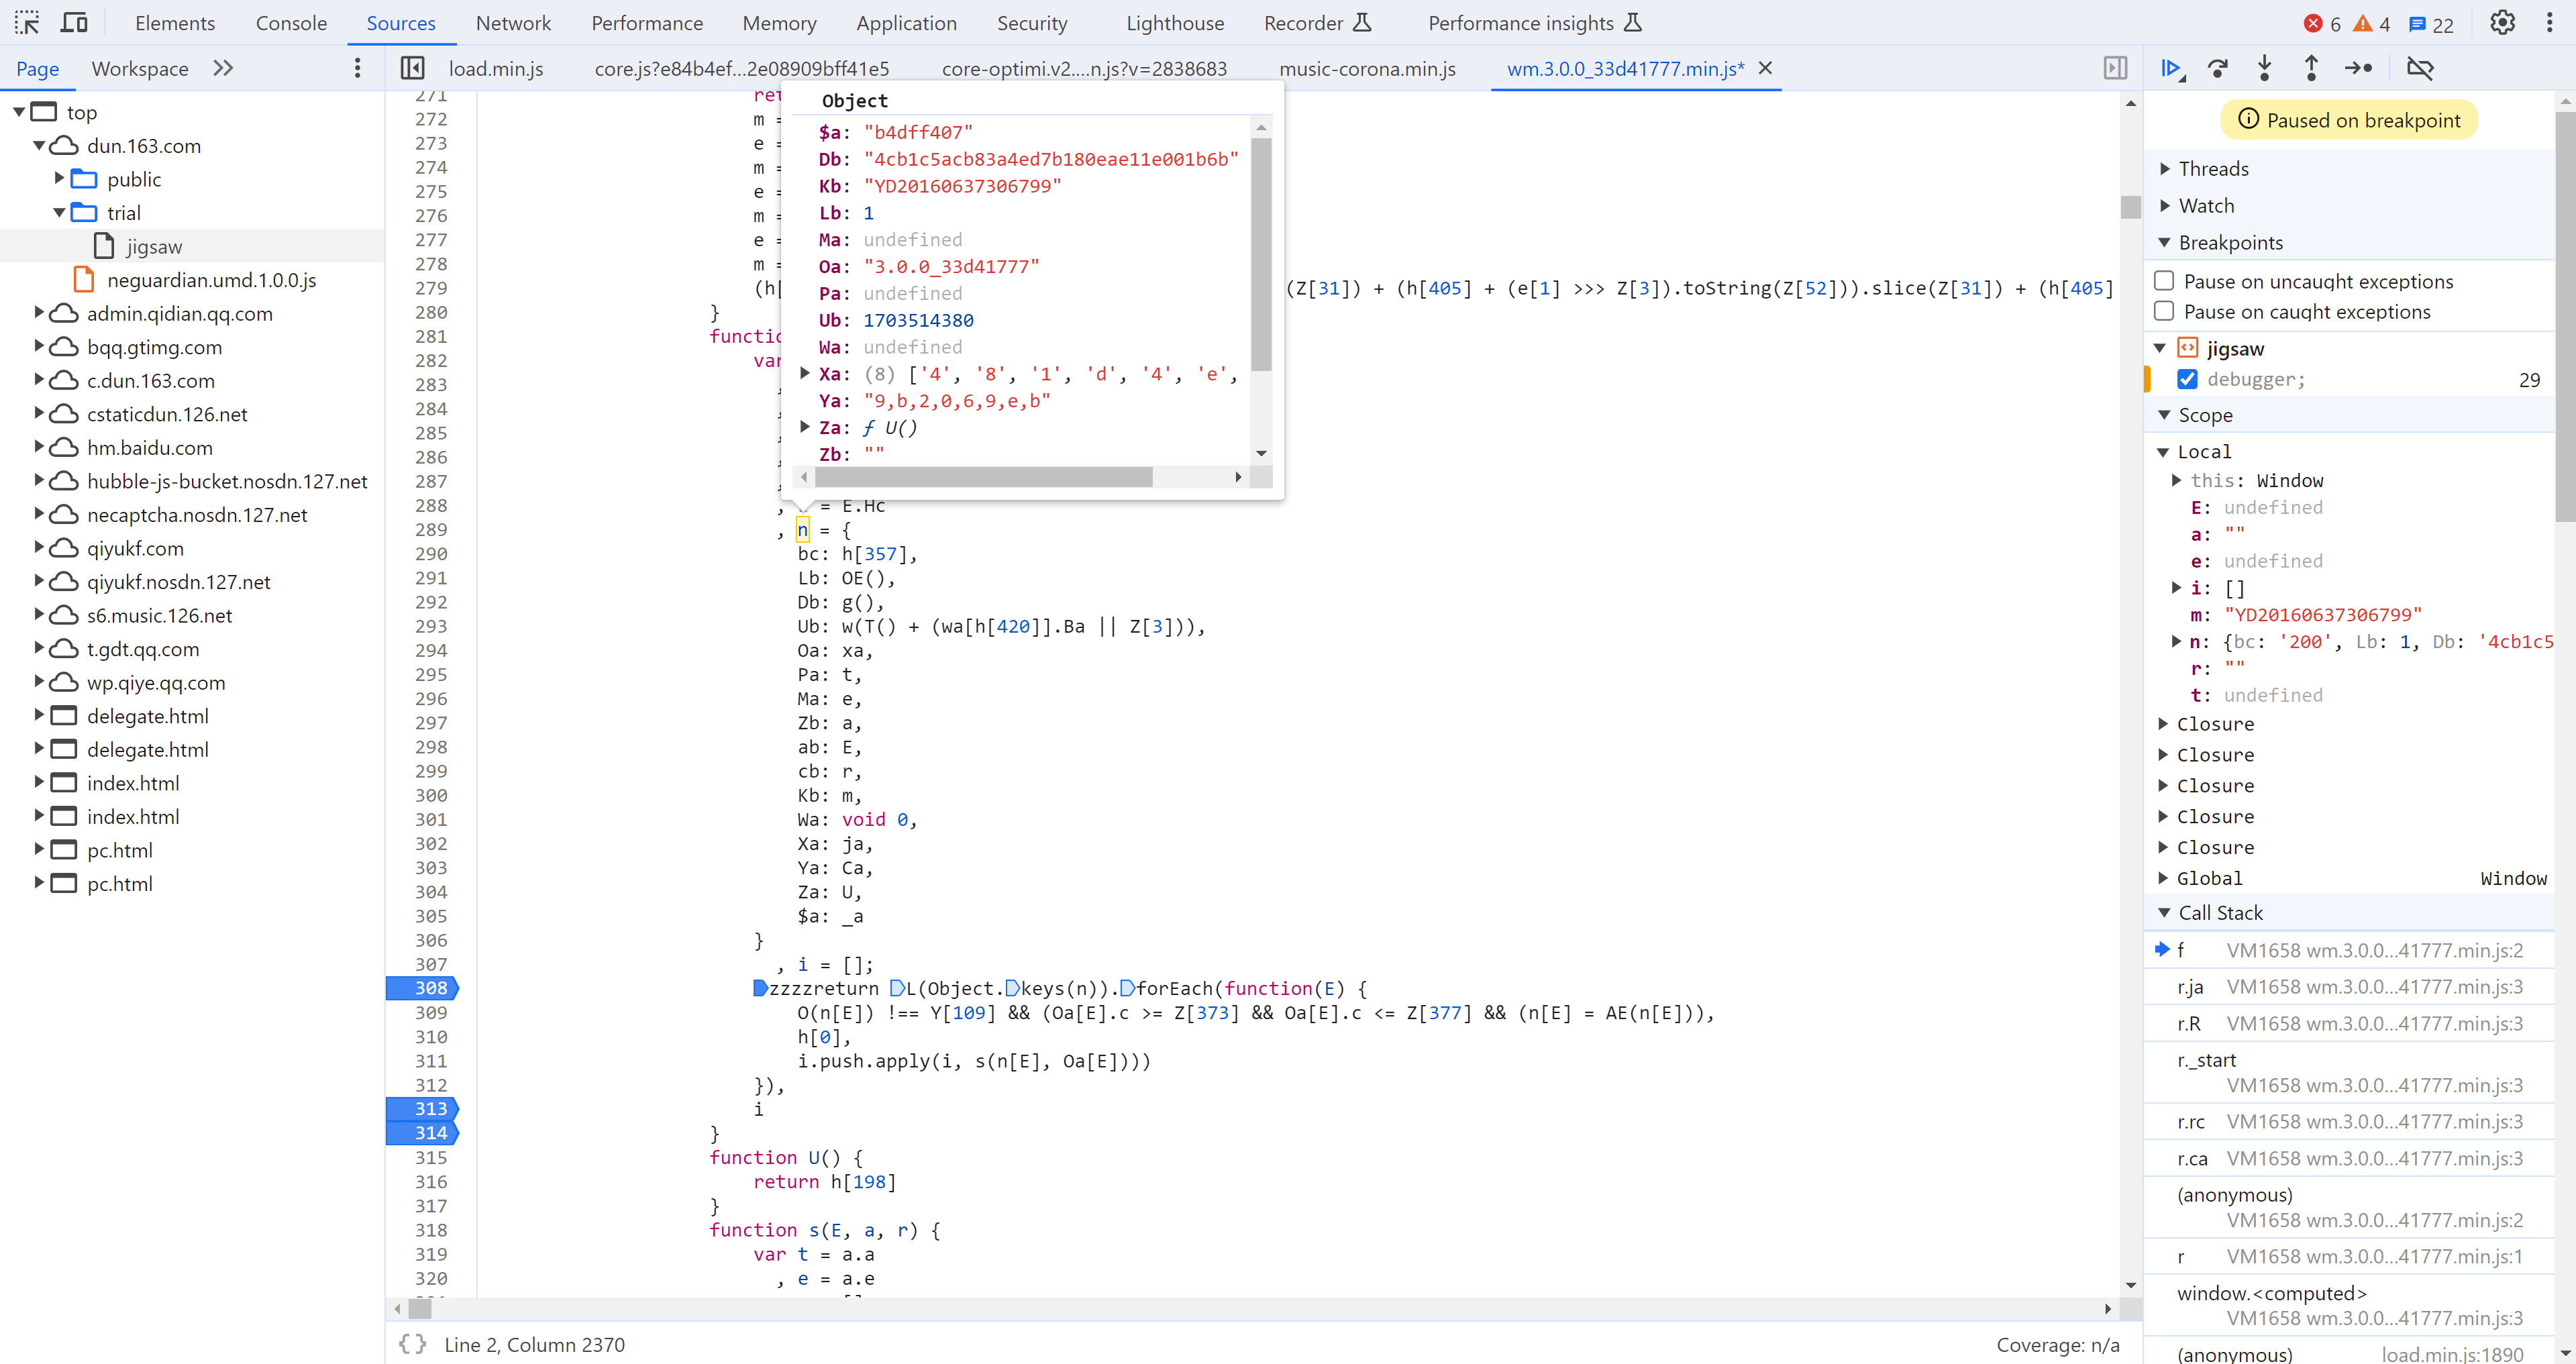 Elements Console Sources Network Performance Memory Application Security Lighthouse Recorder Performance insights 6 4 22
Page Workspace
load.min.js core.js?e84b4ef…2e08909bff41e5 core-optimi.v2.…n.js?v=2838683 music-corona.min.js wm.3.0.0_33d41777.min.js*
top
dun.163.com
public
trial
jigsaw
neguardian.umd.1.0.0.js
admin.qidian.qq.com
bqq.gtimg.com
c.dun.163.com
cstaticdun.126.net
hm.baidu.com
hubble-js-bucket.nosdn.127.net
necaptcha.nosdn.127.net
qiyukf.com
qiyukf.nosdn.127.net
s6.music.126.net
t.gdt.qq.com
wp.qiye.qq.com
delegate.html
delegate.html
index.html
index.html
pc.html
pc.html
271
272 m =
273 e =
274 m =
275 e =
276 m =
277 e =
278 m =
279 (Z[31]) + (h[405] + (e[1] >>> Z[3]).toString(Z[52])).slice(Z[31]) + (h[405]
280 }
281
282
283
284
285
286
287
288 = E.Hc
289 , n = {
290 bc: h[357],
291 Lb: OE(),
292 Db: g(),
293 Ub: w(T() + (wa[h[420]].Ba || Z[3])),
294 Oa: xa,
295 Pa: t,
296 Ma: e,
297 Zb: a,
298 ab: E,
299 cb: r,
300 Kb: m,
301 Wa: void 0,
302 Xa: ja,
303 Ya: Ca,
304 Za: U,
305 $a: _a
306 }
307 , i = [];
308 zzzzreturn L(Object.keys(n)).forEach(function(E) {
309 O(n[E]) !== Y[109] && (Oa[E].c >= Z[373] && Oa[E].c <= Z[377] && (n[E] = AE(n[E])),
310 h[0],
311 i.push.apply(i, s(n[E], Oa[E])))
312 }),
313 i
314 }
315 function U() {
316 return h[198]
317 }
318 function s(E, a, r) {
319 var t = a.a
320 , e = a.e
Object
$a: "b4dff407"
Db: "4cb1c5acb83a4ed7b180eae11e001b6b"
Kb: "YD20160637306799"
Lb: 1
Ma: undefined
Oa: "3.0.0_33d41777"
Pa: undefined
Ub: 1703514380
Wa: undefined
Xa: (8) ['4', '8', '1', 'd', '4', 'e',
Ya: "9,b,2,0,6,9,e,b"
Za: ƒ U()
Zb: ""
{} Line 2, Column 2370 Coverage: n/a
Paused on breakpoint
Threads
Watch
Breakpoints
Pause on uncaught exceptions
Pause on caught exceptions
jigsaw
debugger; 29
Scope
Local
this: Window
E: undefined
a: ""
e: undefined
i: []
m: "YD20160637306799"
n: {bc: '200', Lb: 1, Db: '4cb1c5
r: ""
t: undefined
Closure
Closure
Closure
Closure
Closure
Global Window
Call Stack
f VM1658 wm.3.0.0…41777.min.js:2
r.ja VM1658 wm.3.0.0…41777.min.js:3
r.R VM1658 wm.3.0.0…41777.min.js:3
r._start
VM1658 wm.3.0.0…41777.min.js:3
r.rc VM1658 wm.3.0.0…41777.min.js:3
r.ca VM1658 wm.3.0.0…41777.min.js:3
(anonymous)
VM1658 wm.3.0.0…41777.min.js:2
r VM1658 wm.3.0.0…41777.min.js:1
window.<computed>
VM1658 wm.3.0.0…41777.min.js:3
(anonymous) load.min.js:1890